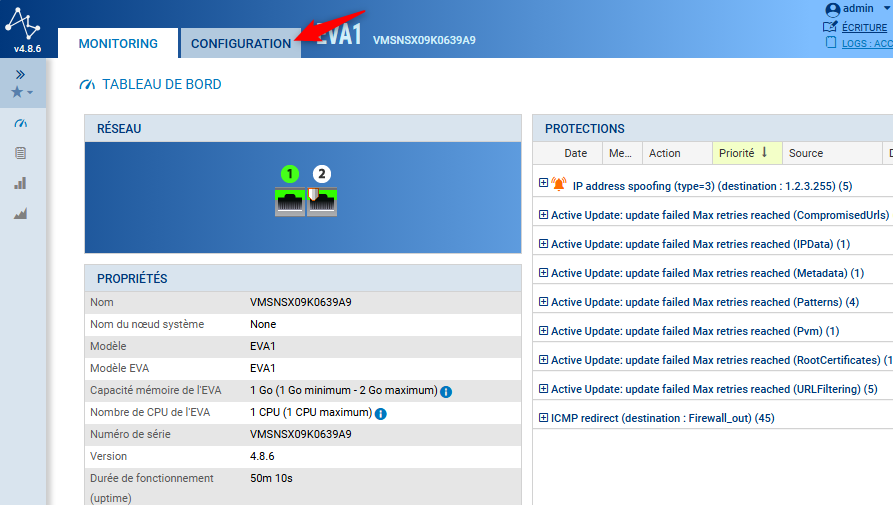 admin
ÉCRITURE
v4.8.6
MONITORING
CONFIGURATION
EVA1
VMSNSX09K0639A9
LOGS : ACC
TABLEAU DE BORD
RÉSEAU
1 2
PROPRIÉTÉS
Nom VMSNSX09K0639A9
Nom du nœud système None
Modèle EVA1
Modèle EVA EVA1
Capacité mémoire de l'EVA 1 Go (1 Go minimum - 2 Go maximum)
Nombre de CPU de l'EVA 1 CPU (1 CPU maximum)
Numéro de série VMSNSX09K0639A9
Version 4.8.6
Durée de fonctionnement 50m 10s
(uptime)
PROTECTIONS
Date Me... Action Priorité Source D
IP address spoofing (type=3) (destination : 1.2.3.255) (5)
Active Update: update failed Max retries reached (CompromisedUrls)
Active Update: update failed Max retries reached (IPData) (1)
Active Update: update failed Max retries reached (Metadata) (1)
Active Update: update failed Max retries reached (Patterns) (4)
Active Update: update failed Max retries reached (Pvm) (1)
Active Update: update failed Max retries reached (RootCertificates) (1
Active Update: update failed Max retries reached (URLFiltering) (5)
ICMP redirect (destination : Firewall_out) (45)